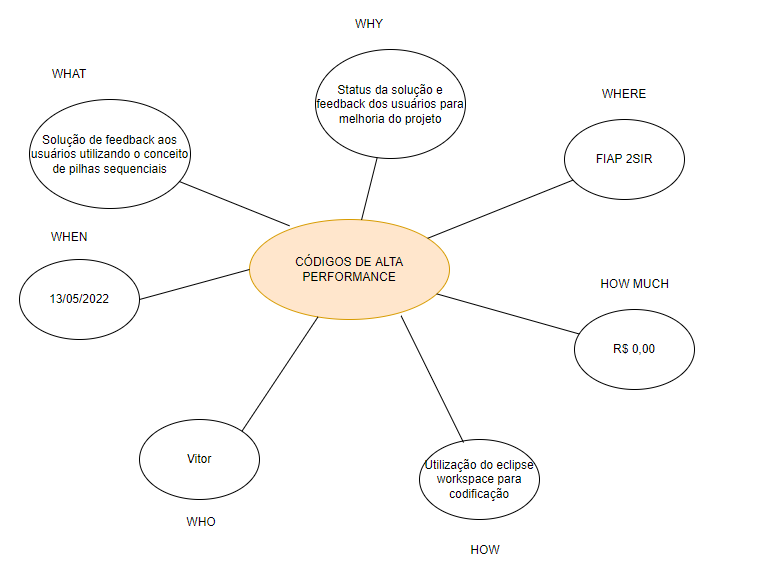 WHY
WHAT
Status da solução e
feedback dos usuários para
melhoria do projeto
WHERE
Solução de feedback aos
usuários utilizando o conceito
de pilhas sequenciais
FIAP 2SIR
WHEN
CÓDIGOS DE ALTA
PERFORMANCE
13/05/2022
HOW MUCH
R$ 0,00
Vitor
Utilização do eclipse
workspace para
codificação
WHO
HOW